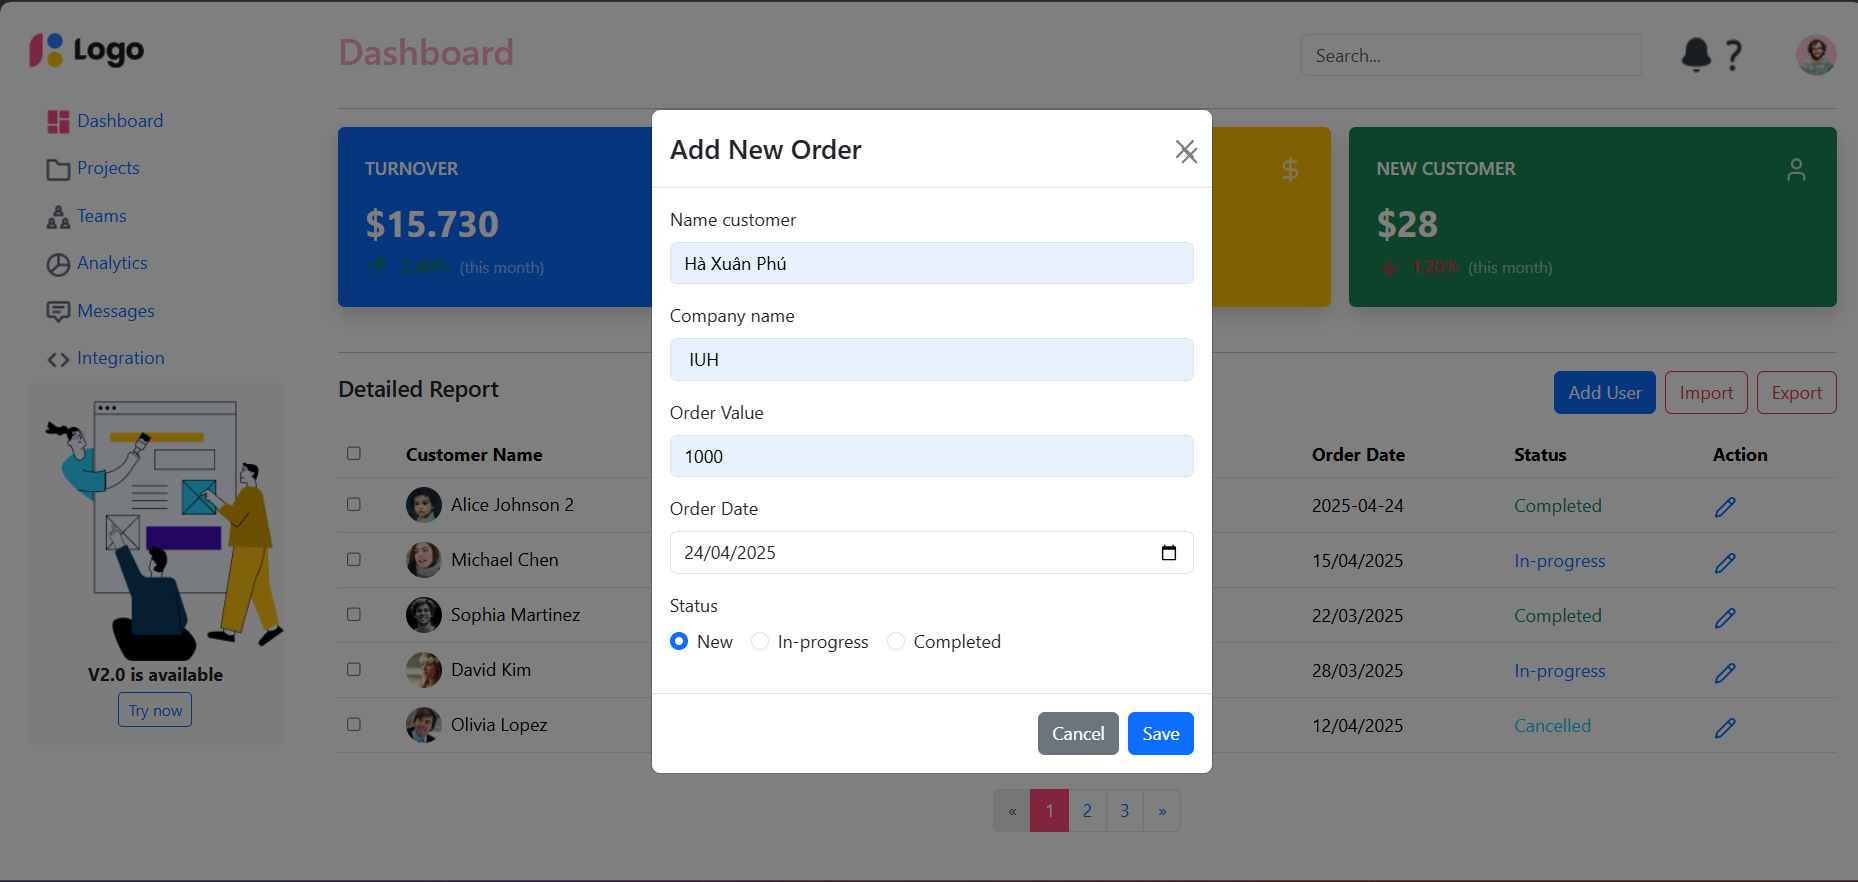 Logo
Dashboard
Search...
?
Dashboard
Projects
Teams
Analytics
Messages
Integration
V2.0 is available
Try now
TURNOVER
$15.730
2.40% (this month)
$
NEW CUSTOMER
$28
1.20% (this month)
Add New Order
Name customer
Hà Xuân Phú
Company name
IUH
Order Value
1000
Order Date
24/04/2025
Status
New In-progress Completed
Cancel Save
Detailed Report
Add User Import Export
Customer Name Order Date Status Action
Alice Johnson 2 2025-04-24 Completed
Michael Chen 15/04/2025 In-progress
Sophia Martinez 22/03/2025 Completed
David Kim 28/03/2025 In-progress
Olivia Lopez 12/04/2025 Cancelled
« 1 2 3 »